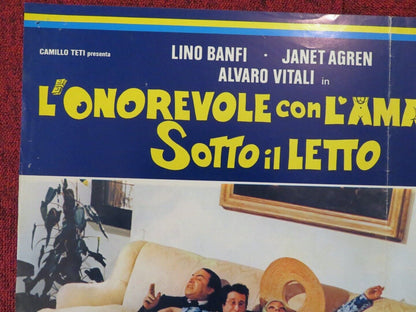 CAMILLO TETI presenta
LINO BANFI · JANET AGREN
ALVARO VITALI in
L'ONOREVOLE con L'AMA
SOTTO il LETTO